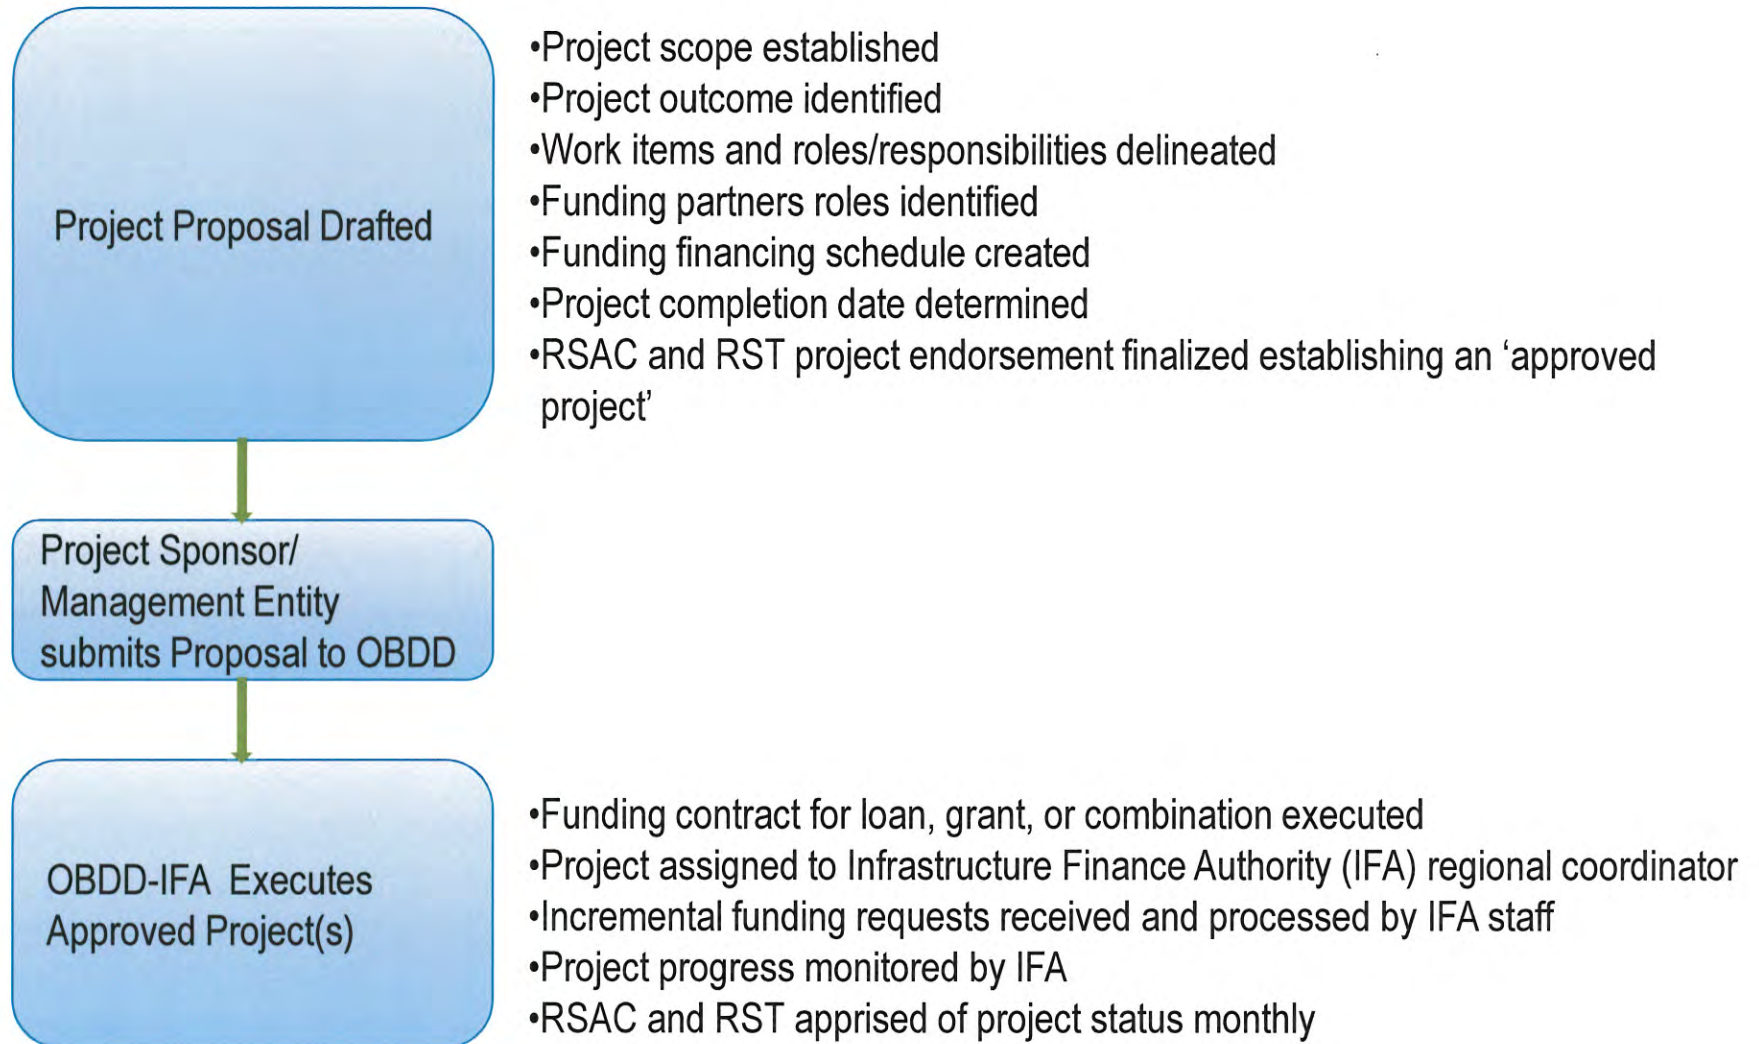 Project Proposal Drafted
•Project scope established
•Project outcome identified
•Work items and roles/responsibilities delineated
•Funding partners roles identified
•Funding financing schedule created
•Project completion date determined
•RSAC and RST project endorsement finalized establishing an ‘approved
project’
Project Sponsor/
Management Entity
submits Proposal to OBDD
OBDD-IFA  Executes
Approved Project(s)
•Funding contract for loan, grant, or combination executed
•Project assigned to Infrastructure Finance Authority (IFA) regional coordinator
•Incremental funding requests received and processed by IFA staff
•Project progress monitored by IFA
•RSAC and RST apprised of project status monthly